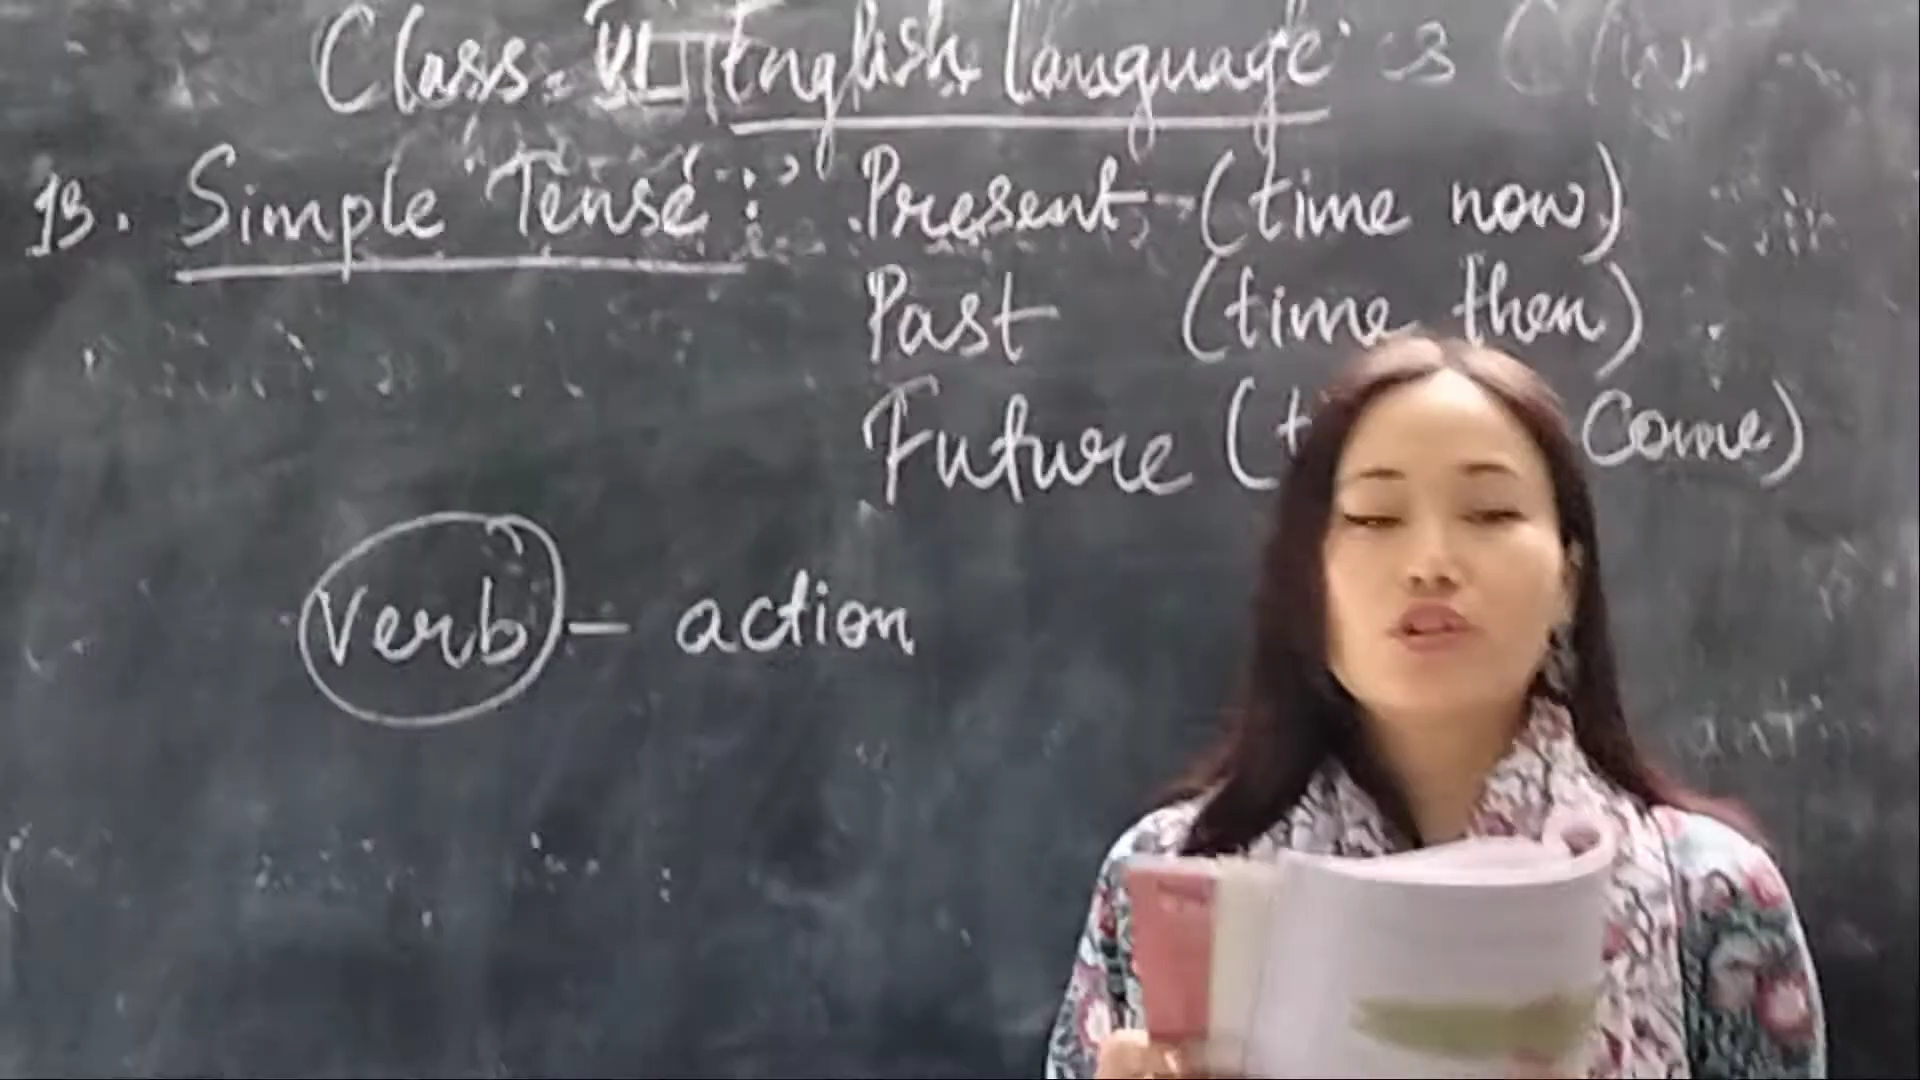 Class. VI English language
13. Simple Tense: Present (time now)
Past (time then)
Future (t come)
Verb - action